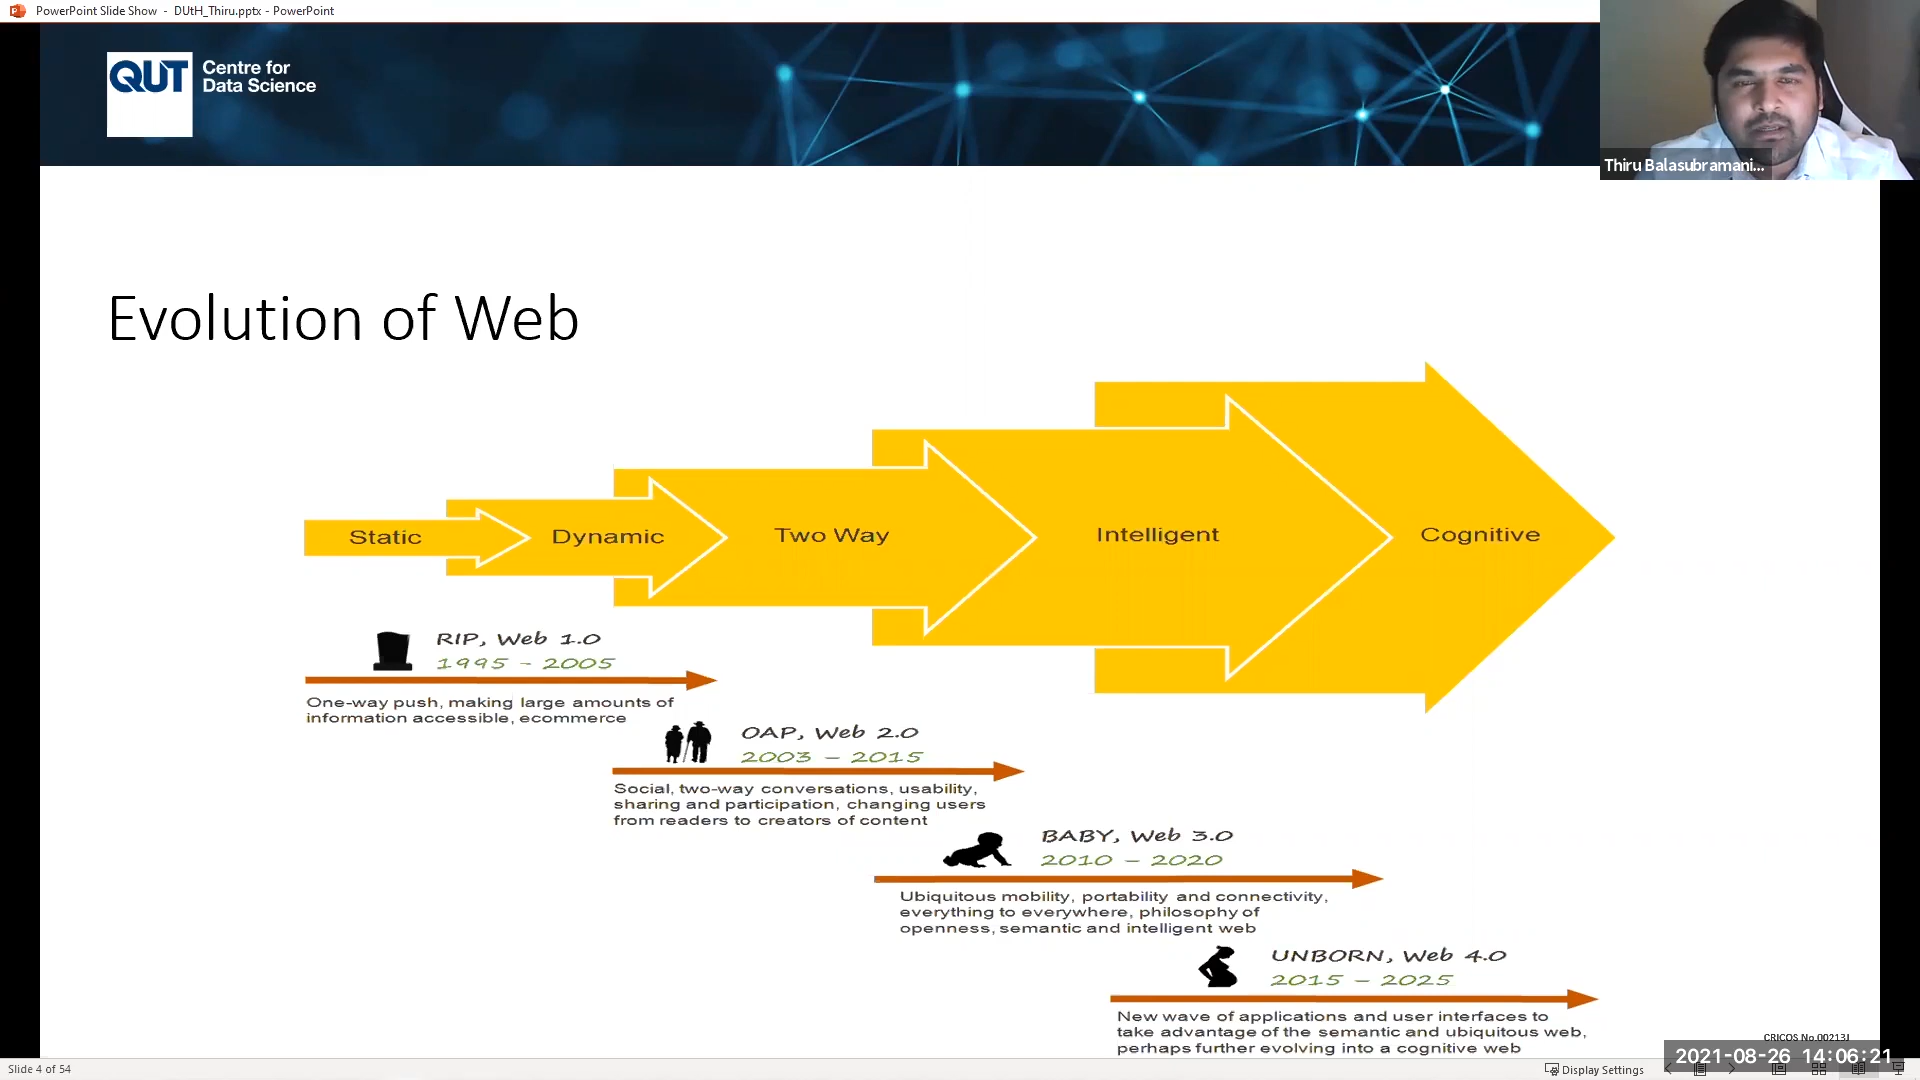 PowerPoint Slide Show - DUtH_Thiru.pptx - PowerPoint
QUT
Centre for
Data Science
Thiru Balasubramani...
Evolution of Web
Static
Dynamic
Two Way
Intelligent
Cognitive
RIP, Web 1.0
1995 - 2005
One-way push, making large amounts of
information accessible, ecommerce
OAP, Web 2.0
2003 – 2015
Social, two-way conversations, usability,
sharing and participation, changing users
from readers to creators of content
BABY, Web 3.0
2010 – 2020
Ubiquitous mobility, portability and connectivity,
everything to everywhere, philosophy of
openness, semantic and intelligent web
UNBORN, Web 4.0
2015 – 2025
New wave of applications and user interfaces to
take advantage of the semantic and ubiquitous web,
perhaps further evolving into a cognitive web
CRICOS No.00213J
2021-08-26 14:06:21
Slide 4 of 54
Display Settings